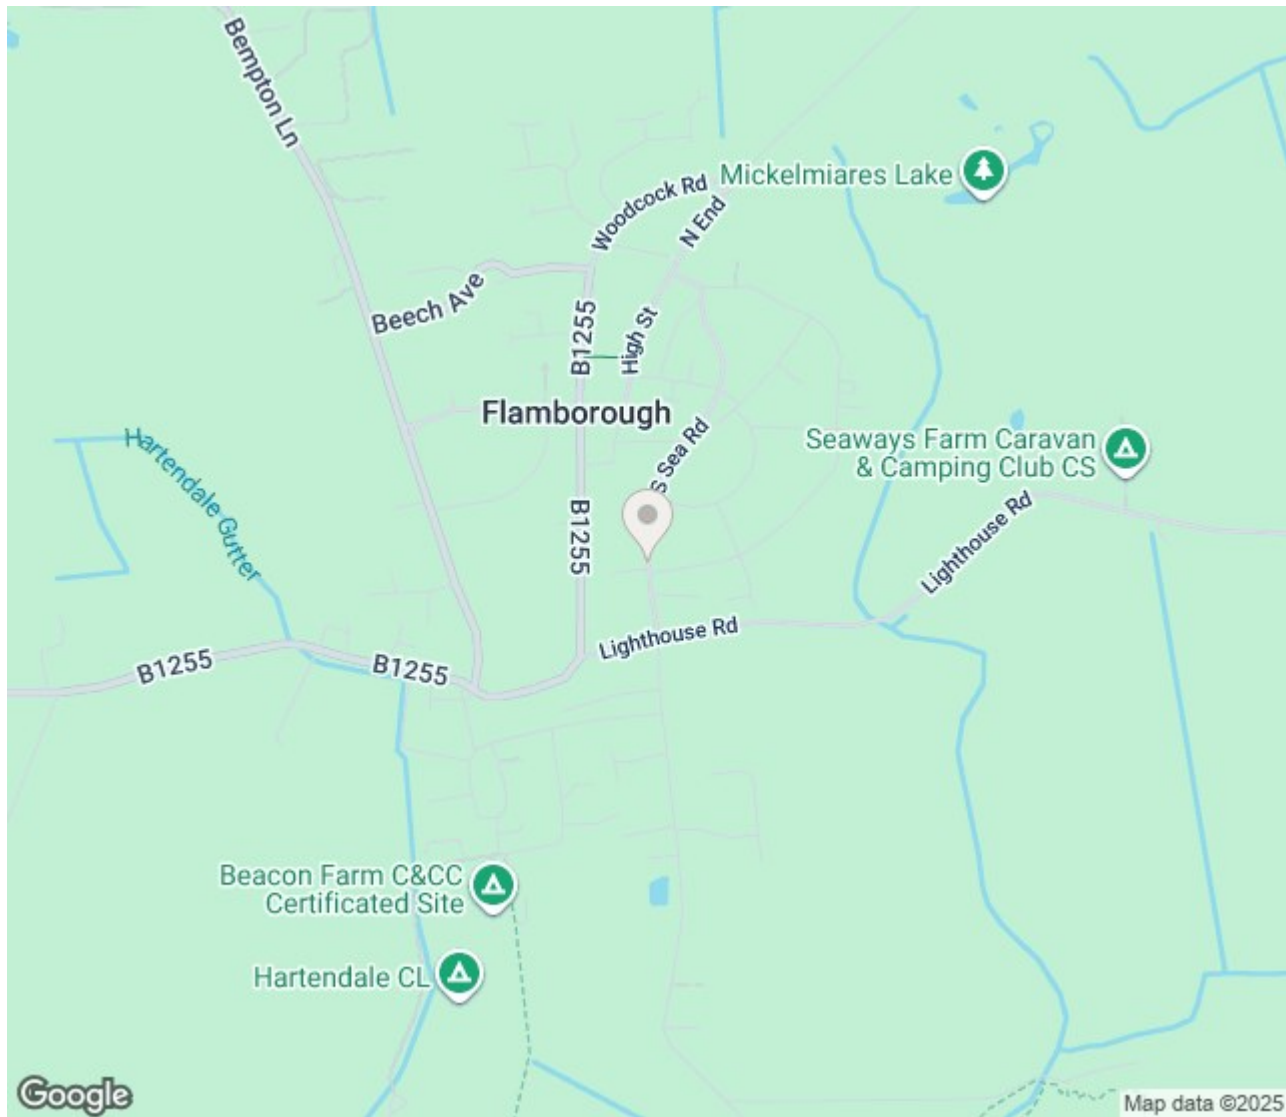 Bempton Ln
Woodcock Rd
Mickelmiares Lake
N End
Beech Ave
B1255
High St
Flamborough
S Sea Rd
Seaways Farm Caravan
& Camping Club CS
Hartendale Gutter
B1255
Lighthouse Rd
Lighthouse Rd
B1255
B1255
Beacon Farm C&CC
Certificated Site
Hartendale CL
Google
Map data ©2025